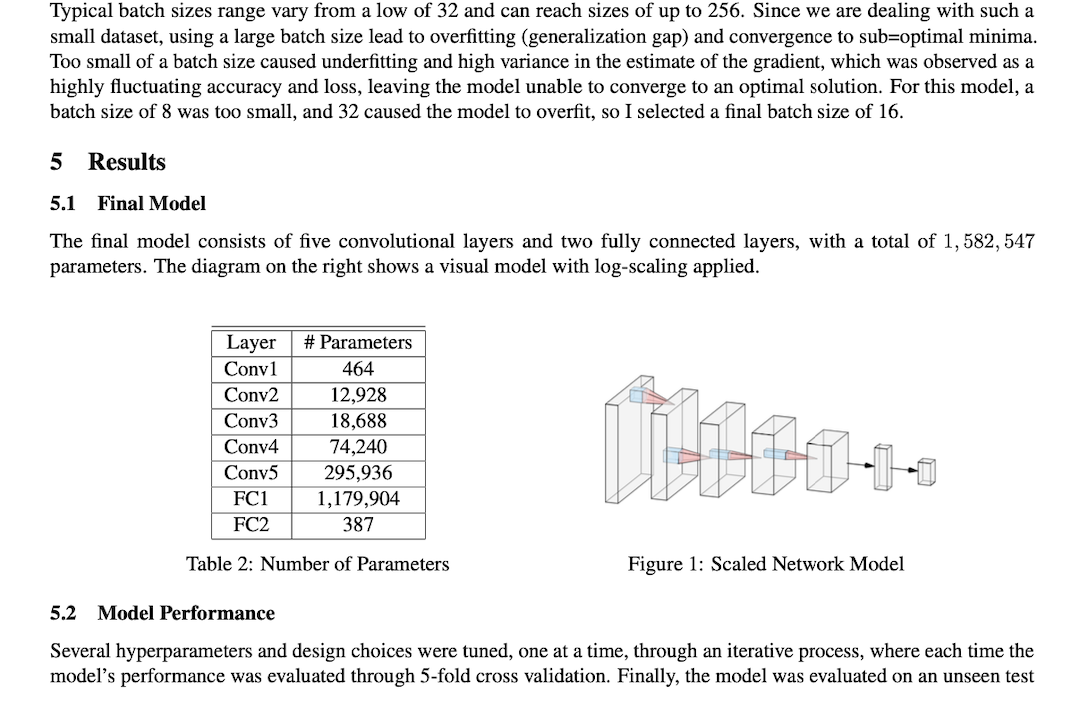 Typical batch sizes range vary from a low of 32 and can reach sizes of up to 256. Since we are dealing with such a
small dataset, using a large batch size lead to overfitting (generalization gap) and convergence to sub=optimal minima.
Too small of a batch size caused underfitting and high variance in the estimate of the gradient, which was observed as a
highly fluctuating accuracy and loss, leaving the model unable to converge to an optimal solution. For this model, a
batch size of 8 was too small, and 32 caused the model to overfit, so I selected a final batch size of 16.
5 Results
5.1 Final Model
The final model consists of five convolutional layers and two fully connected layers, with a total of 1, 582, 547
parameters. The diagram on the right shows a visual model with log-scaling applied.
Layer # Parameters
Conv1 464
Conv2 12,928
Conv3 18,688
Conv4 74,240
Conv5 295,936
FC1 1,179,904
FC2 387
Table 2: Number of Parameters
Figure 1: Scaled Network Model
5.2 Model Performance
Several hyperparameters and design choices were tuned, one at a time, through an iterative process, where each time the
model's performance was evaluated through 5-fold cross validation. Finally, the model was evaluated on an unseen test